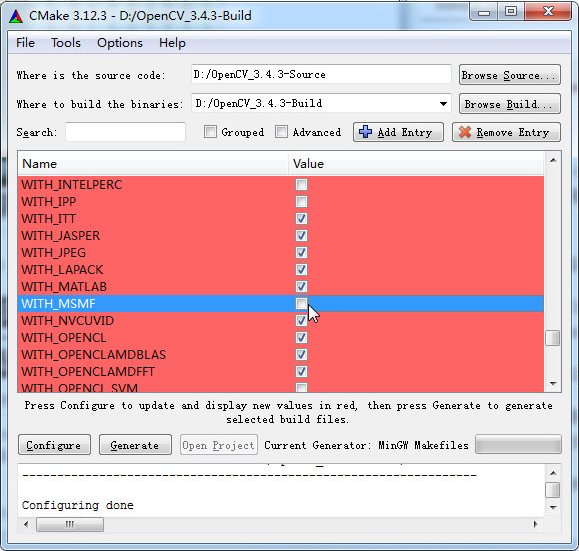 CMake 3.12.3 - D:/OpenCV_3.4.3-Build
File Tools Options Help
Where is the source code: D:/OpenCV_3.4.3-Source Browse Source...
Where to build the binaries: D:/OpenCV_3.4.3-Build Browse Build...
Search: Grouped Advanced Add Entry Remove Entry
Name Value
WITH_INTELPERC
WITH_IPP
WITH_ITT
WITH_JASPER
WITH_JPEG
WITH_LAPACK
WITH_MATLAB
WITH_MSMF
WITH_NVCUVID
WITH_OPENCL
WITH_OPENCLAMDBLAS
WITH_OPENCLAMDFFT
WITH_OPENCL_SVM
Press Configure to update and display new values in red, then press Generate to generate
selected build files.
Configure Generate Open Project Current Generator: MinGW Makefiles
Configuring done